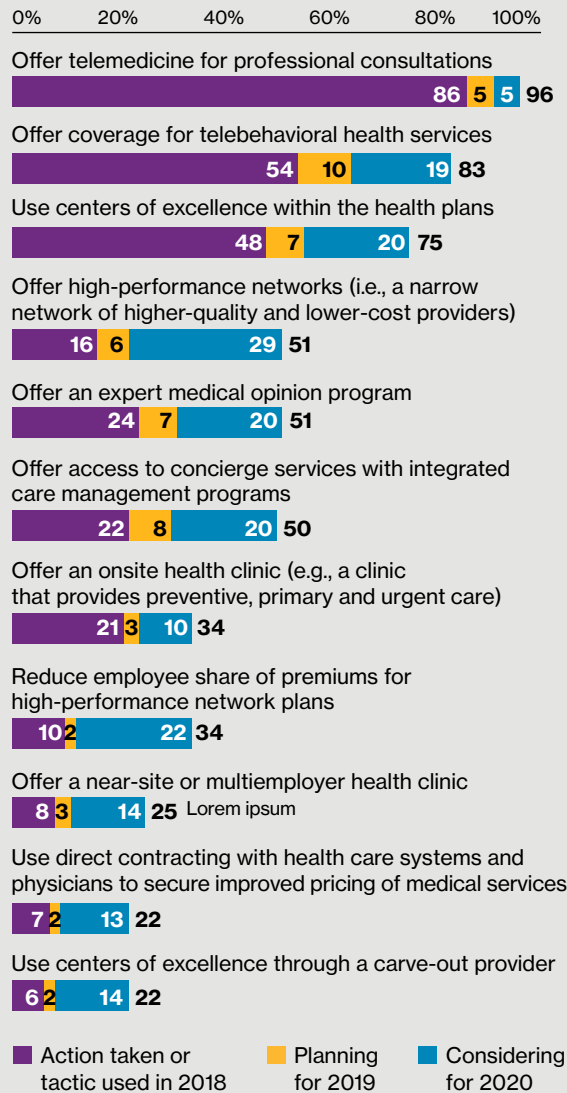 0% 20% 40% 60% 80% 100%
Offer telemedicine for professional consultations
86 5 5 96
Offer coverage for telebehavioral health services
54 10 19 83
Use centers of excellence within the health plans
48 7 20 75
Offer high-performance networks (i.e., a narrow
network of higher-quality and lower-cost providers)
16 6 29 51
Offer an expert medical opinion program
24 7 20 51
Offer access to concierge services with integrated
care management programs
22 8 20 50
Offer an onsite health clinic (e.g., a clinic
that provides preventive, primary and urgent care)
21 3 10 34
Reduce employee share of premiums for
high-performance network plans
10 2 22 34
Offer a near-site or multiemployer health clinic
8 3 14 25 Lorem ipsum
Use direct contracting with health care systems and
physicians to secure improved pricing of medical services
7 2 13 22
Use centers of excellence through a carve-out provider
6 2 14 22
Action taken or
tactic used in 2018
Planning
for 2019
Considering
for 2020